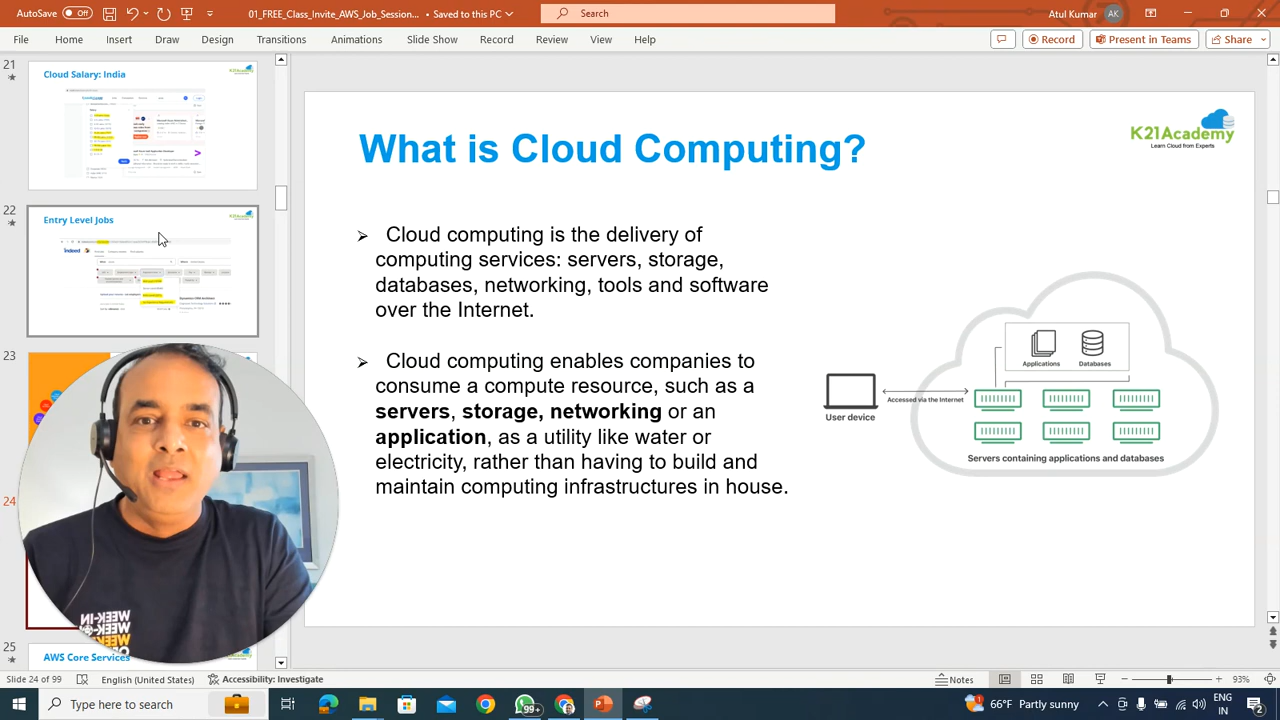 AutoSave Off
01_FREE_Class_Invite_AWS_Job_Session... • Saved to this PC
Search
Atul Kumar AK
File Home Insert Draw Design Transitions Animations Slide Show Record Review View Help
Record Present in Teams Share
21
Cloud Salary: India
K21Academy
22
Entry Level Jobs
K21Academy
indeed
23
24
25
AWS Core Services
What is Cloud Computing?
K21Academy
Learn Cloud from Experts
➢ Cloud computing is the delivery of
computing services: servers, storage,
databases, networking, tools and software
over the Internet.
➢ Cloud computing enables companies to
consume a compute resource, such as a
servers, storage, networking or an
application, as a utility like water or
electricity, rather than having to build and
maintain computing infrastructures in house.
Applications
Databases
Accessed via the Internet
User device
Servers containing applications and databases
WEEK-IN
Slide 24 of 99 English (United States) Accessibility: Investigate
Notes
93%
Type here to search
99+
66°F Partly sunny
ENG
IN
2